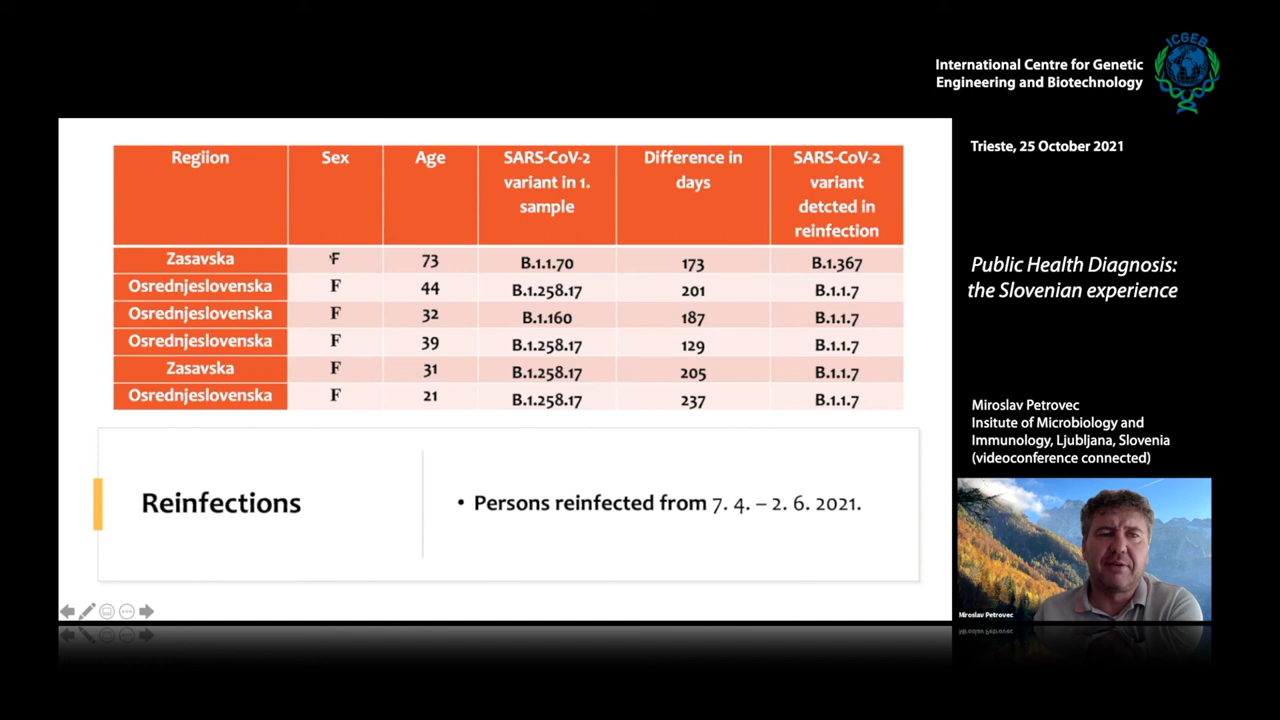 ICGEB
International Centre for Genetic
Engineering and Biotechnology
Trieste, 25 October 2021
Public Health Diagnosis:
the Slovenian experience
Miroslav Petrovec
Insitute of Microbiology and
Immunology, Ljubljana, Slovenia
(videoconference connected)
Miroslav Petrovec
Regiion Sex Age SARS-CoV-2 variant in 1. sample Difference in days SARS-CoV-2 variant detcted in reinfection
Zasavska F 73 B.1.1.70 173 B.1.367
Osrednjeslovenska F 44 B.1.258.17 201 B.1.1.7
Osrednjeslovenska F 32 B.1.160 187 B.1.1.7
Osrednjeslovenska F 39 B.1.258.17 129 B.1.1.7
Zasavska F 31 B.1.258.17 205 B.1.1.7
Osrednjeslovenska F 21 B.1.258.17 237 B.1.1.7
Reinfections
• Persons reinfected from 7. 4. – 2. 6. 2021.